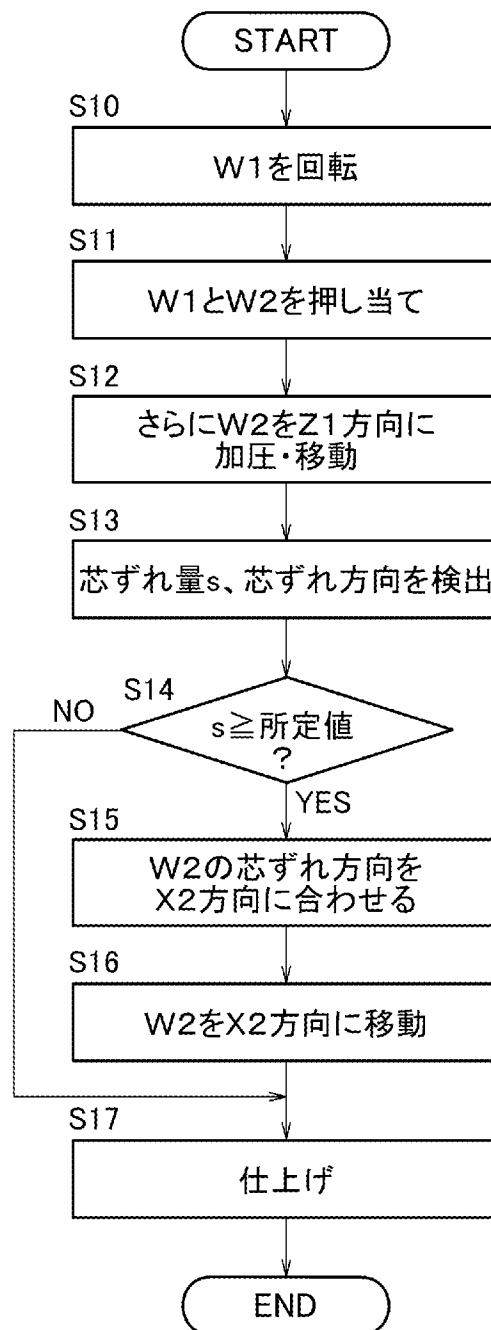 START
S10
W1を回転
S11
W1とW2を押し当て
S12
さらにW2をZ1方向に
加圧・移動
S13
芯ずれ量s、芯ずれ方向を検出
S14
NO
s≧所定値
?
YES
S15
W2の芯ずれ方向を
X2方向に合わせる
S16
W2をX2方向に移動
S17
仕上げ
END